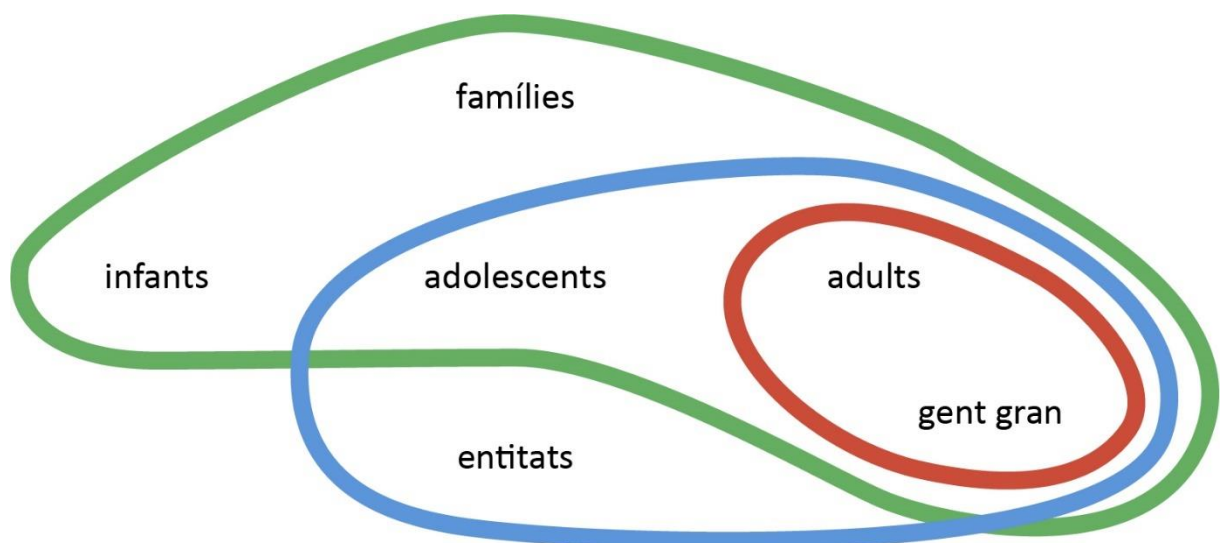 famílies
infants
adolescents
adults
gent gran
entitats